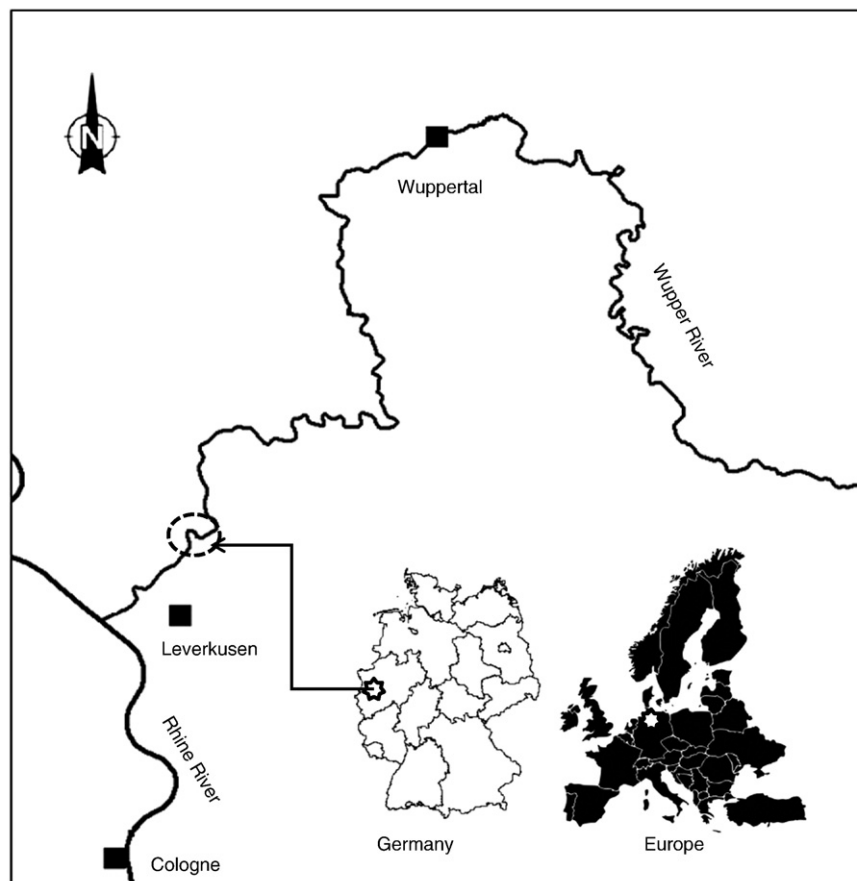 N
Wuppertal
Wupper River
Leverkusen
Rhine River
Cologne
Germany
Europe